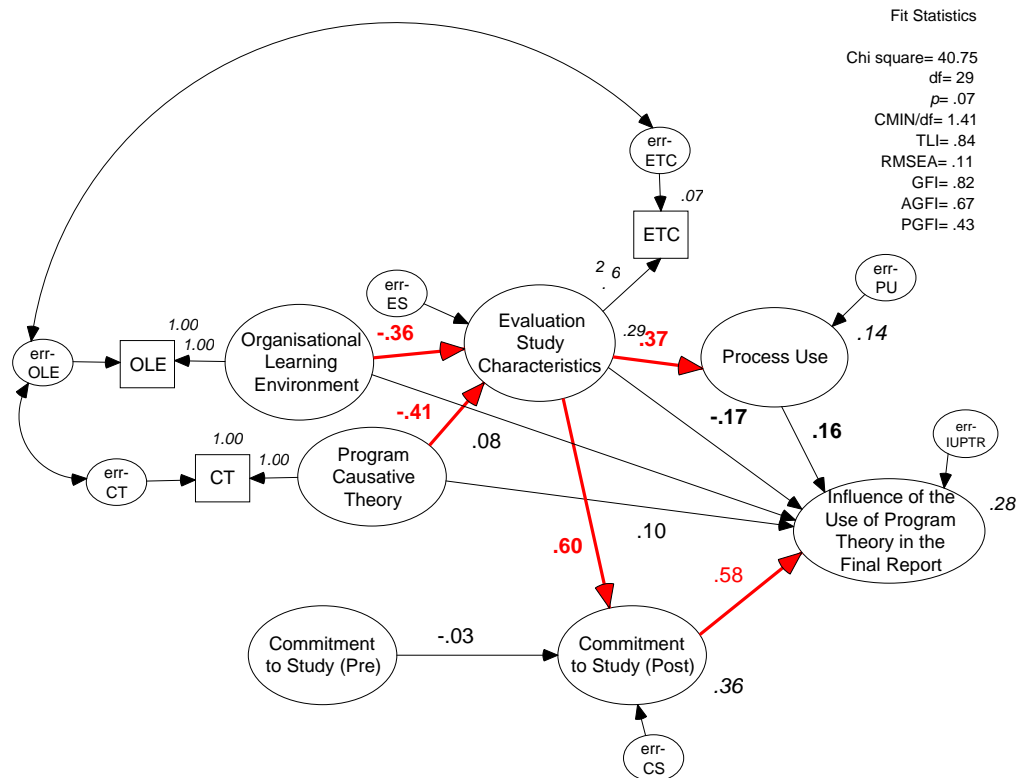 Fit Statistics
Chi square= 40.75
df= 29
p= .07
CMIN/df= 1.41
TLI= .84
RMSEA= .11
GFI= .82
AGFI= .67
PGFI= .43
err-
ETC
.07
ETC
2
.
6
err-
ES
err-
PU
.14
Evaluation
Study
Characteristics
.29
.37
Process Use
1.00
1.00
-.36
Organisational
Learning
Environment
err-
OLE
OLE
-.41
.08
-.17
.16
err-
IUPTR
1.00
1.00
err-
CT
CT
Program
Causative
Theory
.10
Influence of the
Use of Program
Theory in the
Final Report
.28
.60
.58
-.03
Commitment
to Study (Pre)
Commitment
to Study (Post)
.36
err-
CS